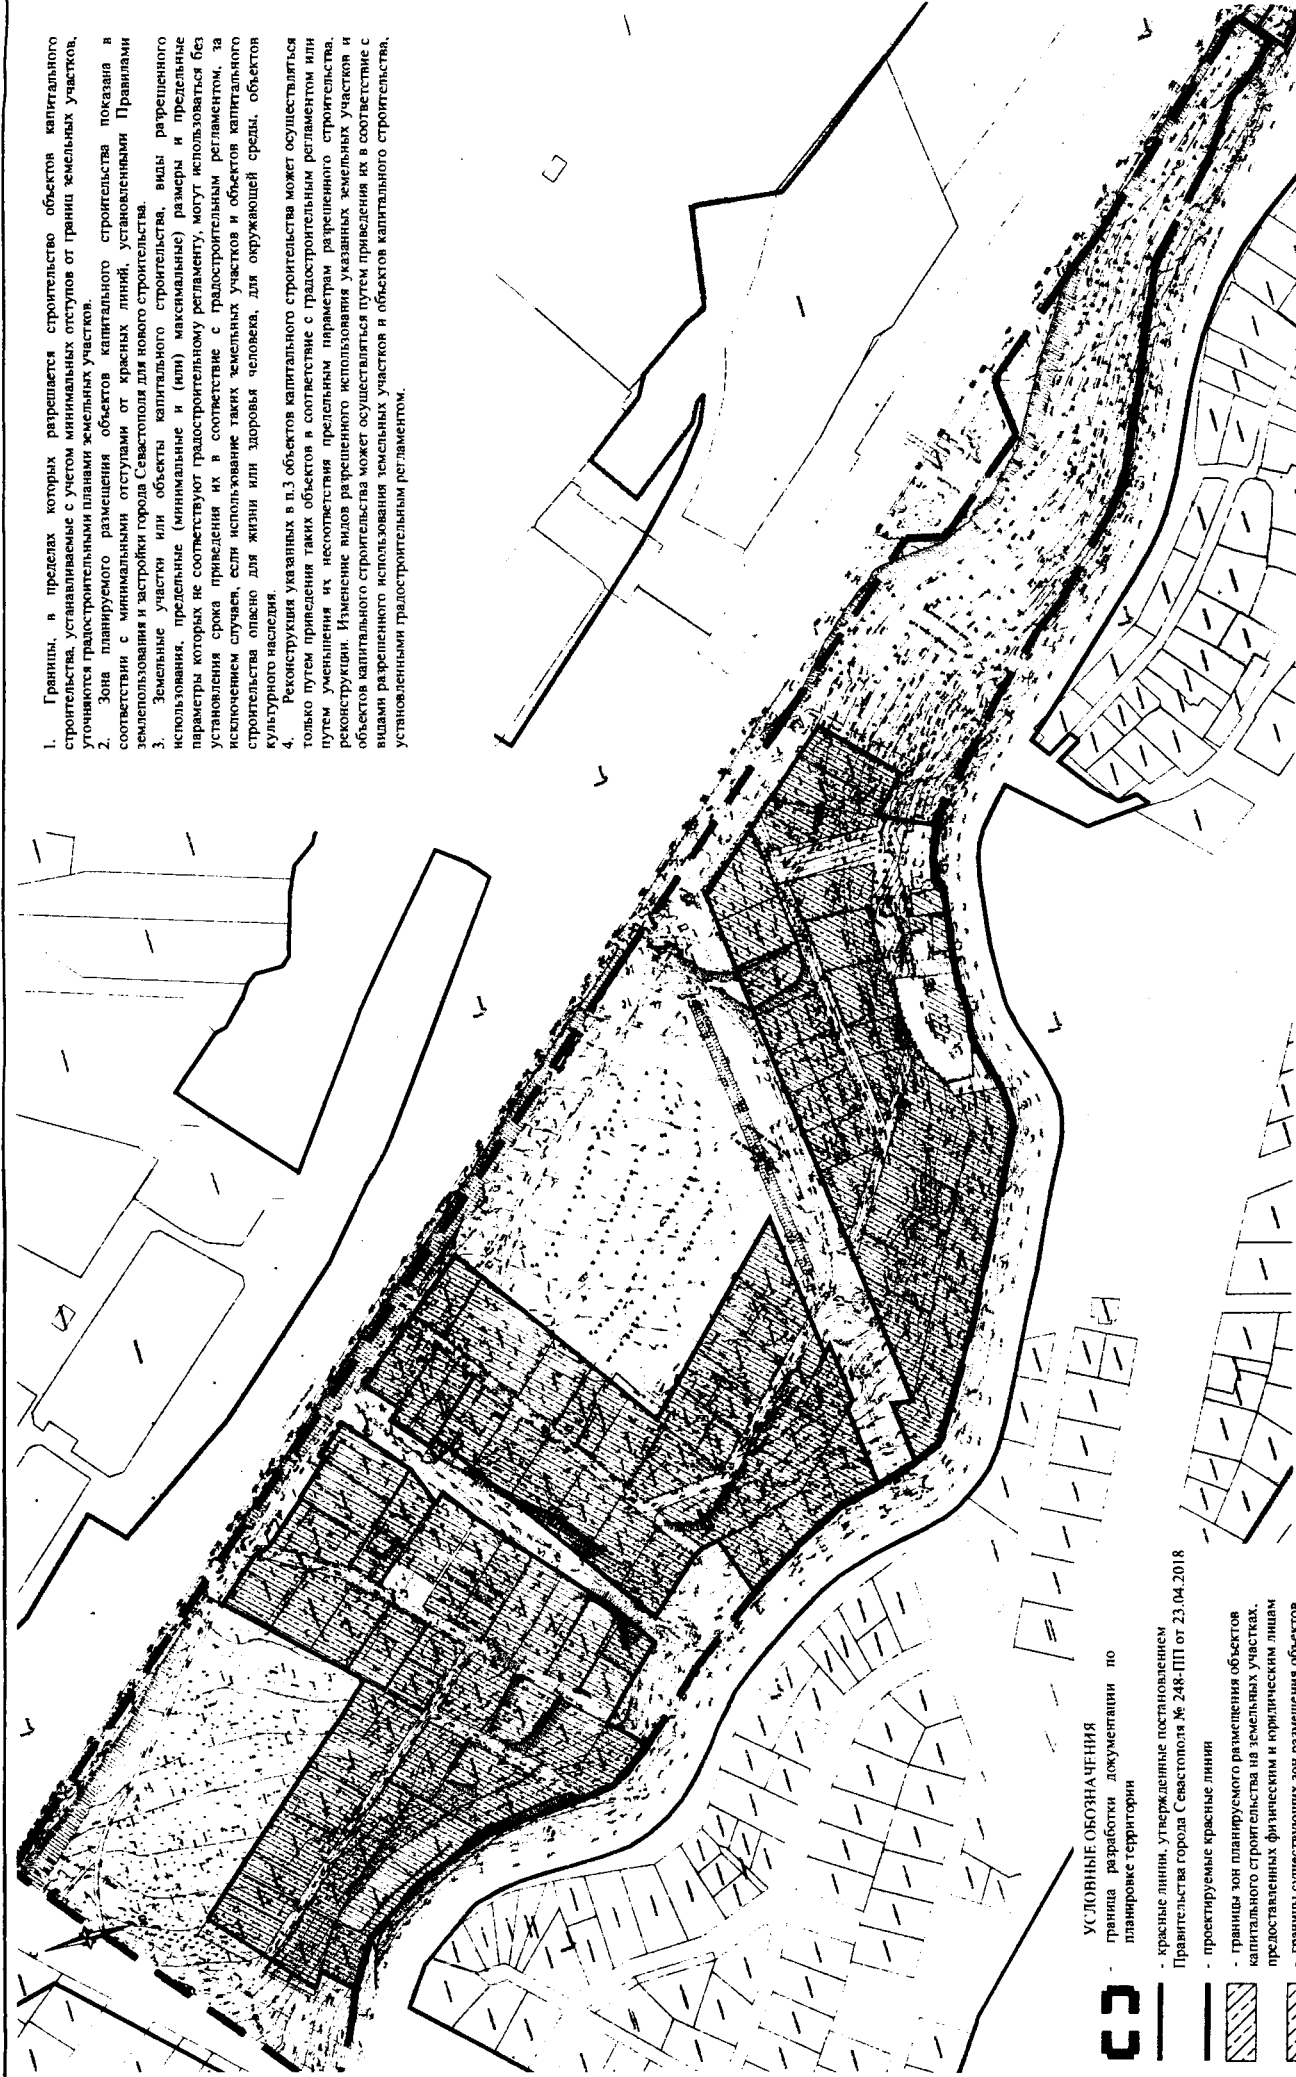 1. Границы, в пределах которых разрешается строительство объектов капитального
строительства, устанавливаемые с учетом минимальных отступов от границ земельных участков,
уточняются градостроительными планами земельных участков.
2. Зона планируемого размещения объектов капитального строительства показана в
соответствии с минимальными отступами от красных линий, установленными Правилами
землепользования и застройки города Севастополя для нового строительства.
3. Земельные участки или объекты капитального строительства, виды разрешенного
использования, предельные (минимальные и (или) максимальные) размеры и предельные
параметры которых не соответствуют градостроительному регламенту, могут использоваться без
установления срока приведения их в соответствие с градостроительным регламентом, за
исключением случаев, если использование таких земельных участков и объектов капитального
строительства опасно для жизни или здоровья человека, для окружающей среды, объектов
культурного наследия.
4. Реконструкция указанных в п.3 объектов капитального строительства может осуществляться
только путем приведения таких объектов в соответствие с градостроительным регламентом или
путем уменьшения их несоответствия предельным параметрам разрешенного строительства,
реконструкции. Изменение видов разрешенного использования указанных земельных участков и
объектов капитального строительства может осуществляться путем приведения их в соответствие с
видами разрешенного использования земельных участков и объектов капитального строительства,
установленными градостроительным регламентом.
УСЛОВНЫЕ ОБОЗНАЧЕНИЯ
- граница разработки документации по
планировке территории
- красные линии, утвержденные постановлением
Правительства города Севастополя № 248-ПП от 23.04.2018
- проектируемые красные линии
- границы зон планируемого размещения объектов
капитального строительства на земельных участках,
предоставленных физическим и юридическим лицам
- границы существующих зон размещения объектов